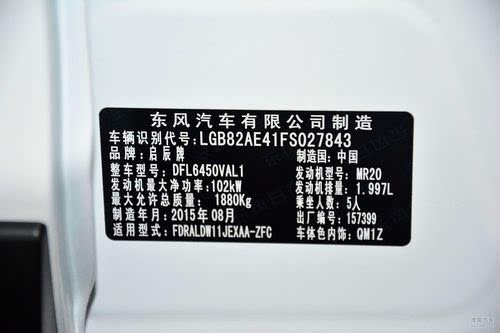 东风汽车有限公司制造
车辆识别代号:LGB82AE41FS027843
品牌:启辰牌 制造国:中国
整车型号:DFL6450VAL1 发动机型号:MR20
发动机最大净功率:102kW 发动机排量:1.997L
最大允许总质量:1880Kg 乘坐人数:5人
制造年月:2015年08月 出厂编号:157399
适用型式:FDRALDW11JEXAA-ZFC 车体色内饰:QM1Z